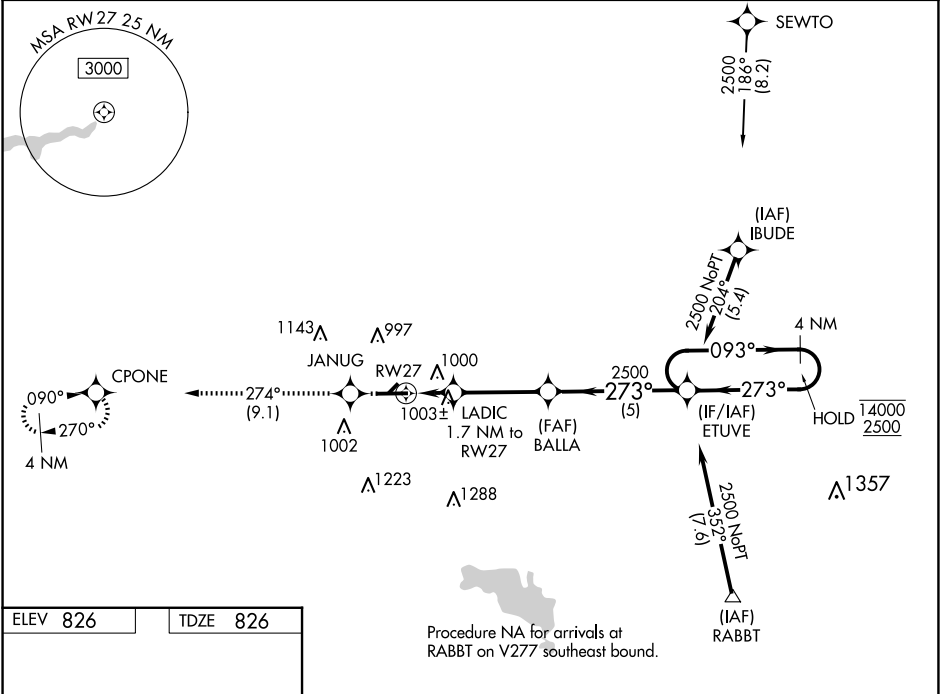 MSA RW27 25 NM
3000
SEWTO
2500
186°
(8.2)
(IAF)
IBUDE
2500 NoPT
204°
(5.4)
4 NM
1143
997
JANUG
RW27
1000
2500
093°
CPONE
090°
270°
4 NM
274°
(9.1)
1003±
LADIC
1.7 NM to
RW27
(FAF)
BALLA
273°
(5)
273°
(IF/IAF)
ETUVE
HOLD
14000
2500
1002
1223
1288
1357
2500 NoPT
352°
(7.6)
(IAF)
RABBT
Procedure NA for arrivals at
RABBT on V277 southeast bound.
ELEV 826
TDZE 826